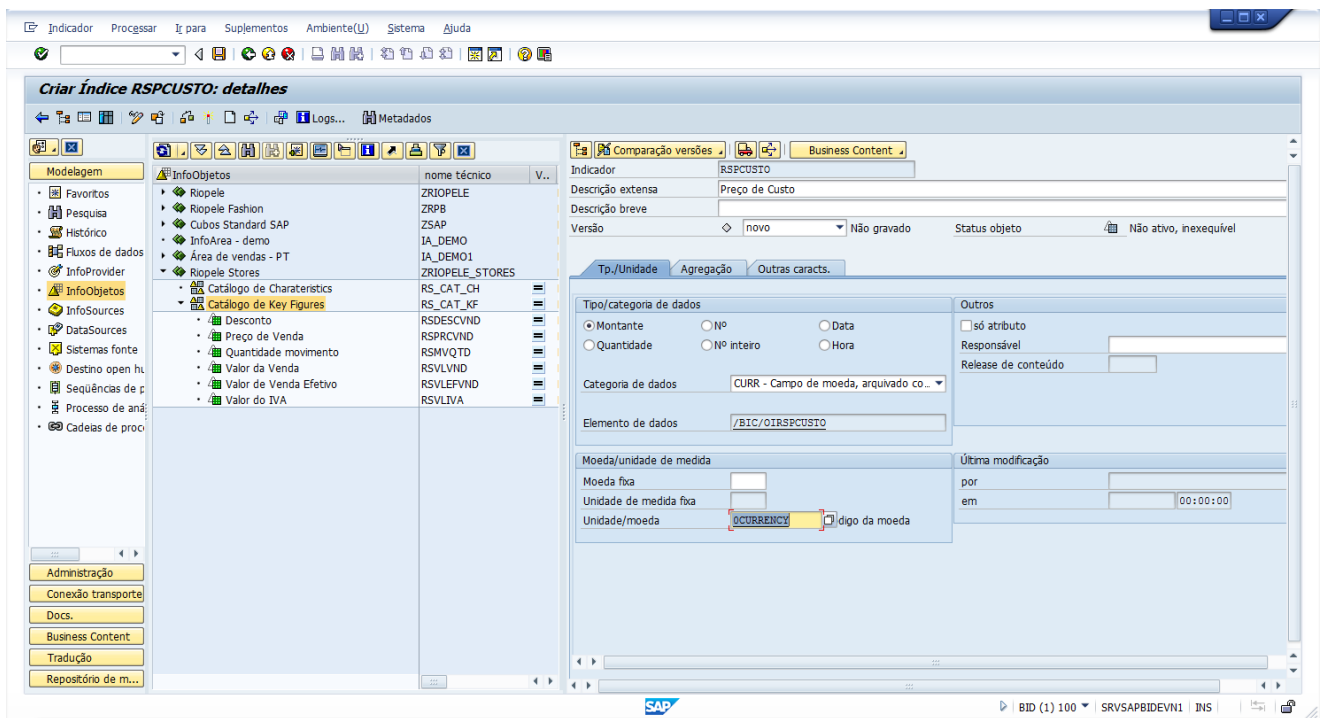 Indicador Processar Ir para Suplementos Ambiente(U) Sistema Ajuda
Criar Índice RSPCUSTO: detalhes
Logs... Metadados
Modelagem
Favoritos
Pesquisa
Histórico
Fluxos de dados
InfoProvider
InfoObjetos
InfoSources
DataSources
Sistemas fonte
Destino open hu
Seqüências de p
Processo de aná
Cadeias de proc
Administração
Conexão transporte
Docs.
Business Content
Tradução
Repositório de m...
InfoObjetos nome técnico V..
Riopele ZRIOPELE
Riopele Fashion ZRPB
Cubos Standard SAP ZSAP
InfoArea - demo IA_DEMO
Área de vendas - PT IA_DEMO1
Riopele Stores ZRIOPELE_STORES
Catálogo de Charateristics RS_CAT_CH
Catálogo de Key Figures RS_CAT_KF
Desconto RSDESCVND
Preço de Venda RSPRCVND
Quantidade movimento RSMVQTD
Valor da Venda RSVLVND
Valor de Venda Efetivo RSVLEFVND
Valor do IVA RSVLIVA
Comparação versões Business Content
Indicador RSPCUSTO
Descrição extensa Preço de Custo
Descrição breve
Versão novo Não gravado Status objeto Não ativo, inexequível
Tp./Unidade Agregação Outras caracts.
Tipo/categoria de dados
Montante Nº Data
Quantidade Nº inteiro Hora
Categoria de dados CURR - Campo de moeda, arquivado co...
Elemento de dados /BIC/OIRSPCUSTO
Outros
só atributo
Responsável
Release de conteúdo
Moeda/unidade de medida
Moeda fixa
Unidade de medida fixa
Unidade/moeda 0CURRENCY digo da moeda
Última modificação
por
em 00:00:00
SAP BID (1) 100 SRVSAPBIDEVN1 INS